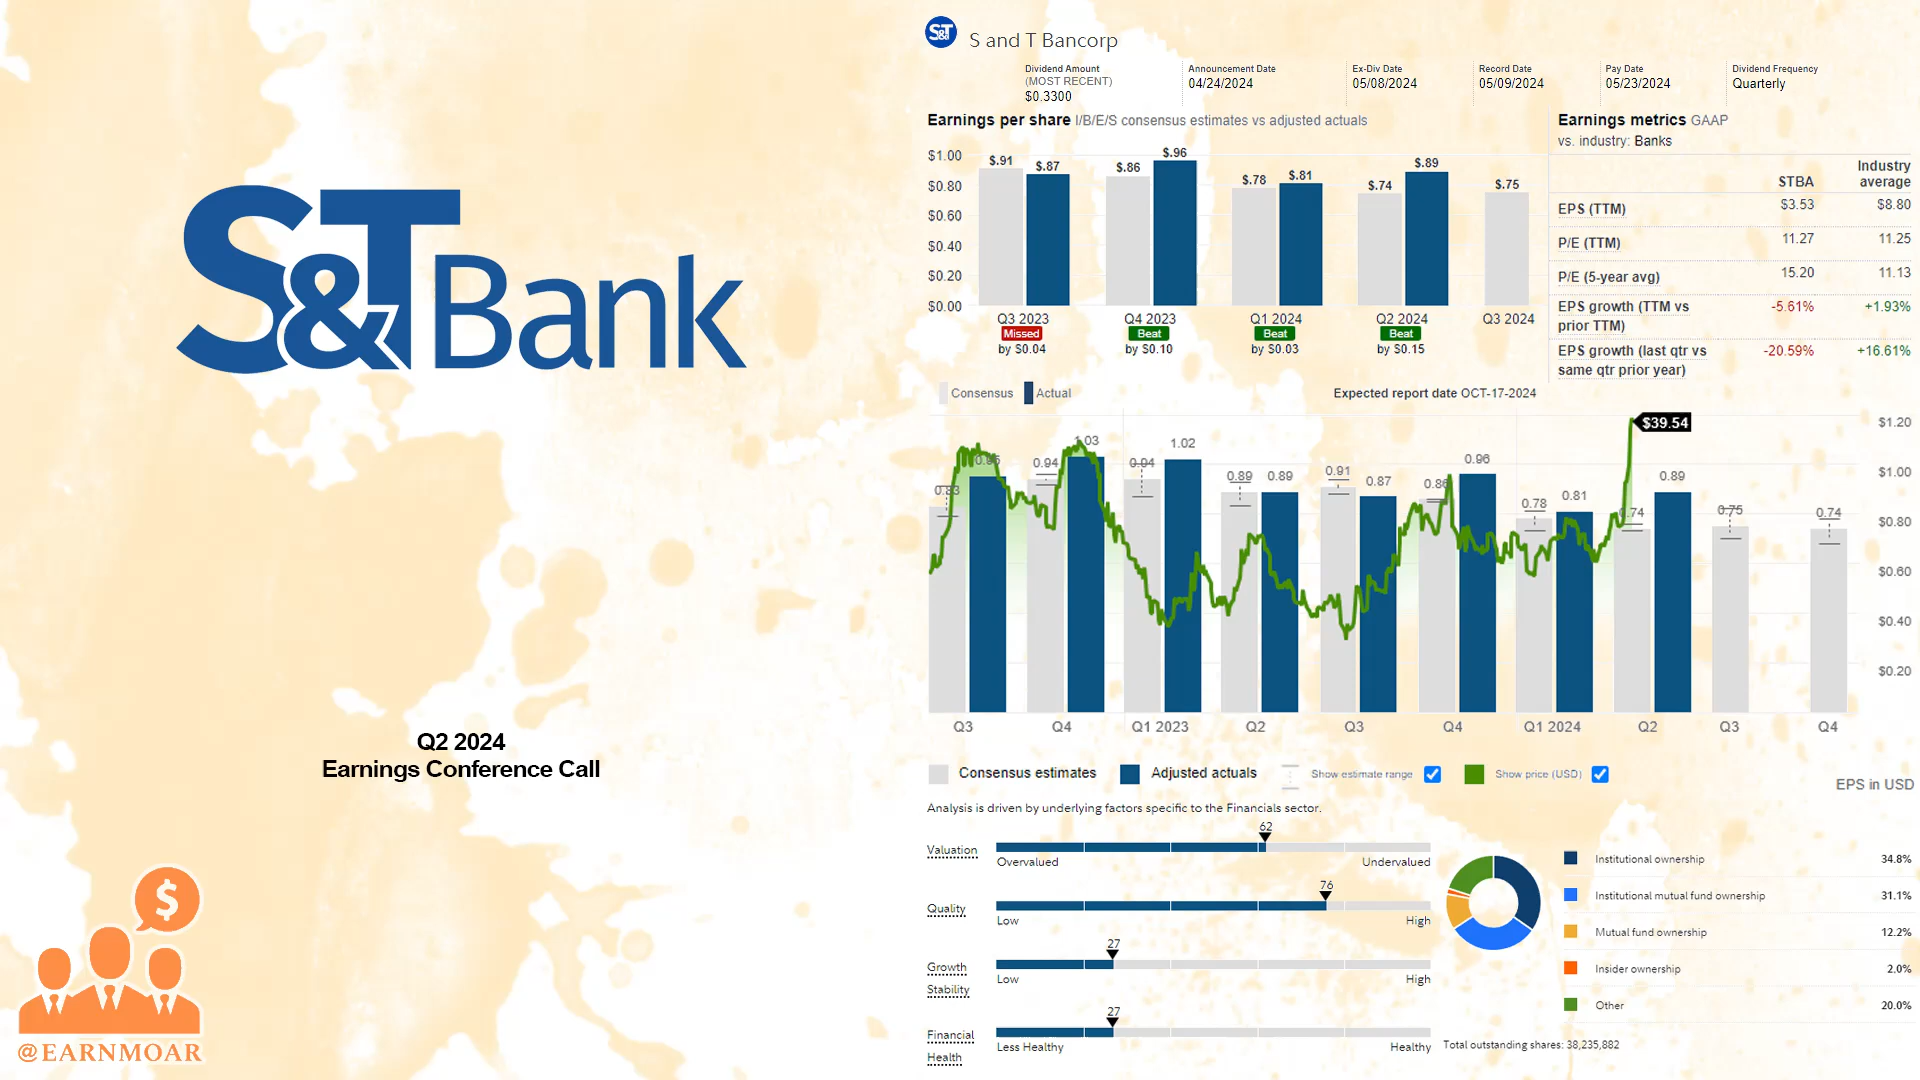 S&T Bank
Q2 2024
Earnings Conference Call
$
@EARNMOAR
S&T
S and T Bancorp
Dividend Amount
(MOST RECENT)
$0.3300
Announcement Date
04/24/2024
Ex-Div Date
05/08/2024
Record Date
05/09/2024
Pay Date
05/23/2024
Dividend Frequency
Quarterly
Earnings per share I/B/E/S consensus estimates vs adjusted actuals
$1.00
$0.80
$0.60
$0.40
$0.20
$0.00
$.91 $.87
$.86 $.96
$.78 $.81
$.74 $.89
$.75
Q3 2023 Q4 2023 Q1 2024 Q2 2024 Q3 2024
Missed Beat Beat Beat
by $0.04 by $0.10 by $0.03 by $0.15
Consensus Actual
Expected report date OCT-17-2024
Earnings metrics GAAP
vs. industry: Banks
STBA Industry average
EPS (TTM) $3.53 $8.80
P/E (TTM) 11.27 11.25
P/E (5-year avg) 15.20 11.13
EPS growth (TTM vs prior TTM) -5.61% +1.93%
EPS growth (last qtr vs same qtr prior year) -20.59% +16.61%
$39.54
$1.20
$1.00
$0.80
$0.60
$0.40
$0.20
0.83 0.95 0.94 1.03 0.94 1.02 0.89 0.89 0.91 0.87 0.86 0.96 0.78 0.81 0.74 0.89 0.75 0.74
Q3 Q4 Q1 2023 Q2 Q3 Q4 Q1 2024 Q2 Q3 Q4
Consensus estimates Adjusted actuals Show estimate range Show price (USD)
EPS in USD
Analysis is driven by underlying factors specific to the Financials sector.
Valuation
62
Overvalued Undervalued
Quality
76
Low High
Growth
Stability
27
Low High
Financial
Health
27
Less Healthy Healthy
Institutional ownership 34.8%
Institutional mutual fund ownership 31.1%
Mutual fund ownership 12.2%
Insider ownership 2.0%
Other 20.0%
Total outstanding shares: 38,235,882